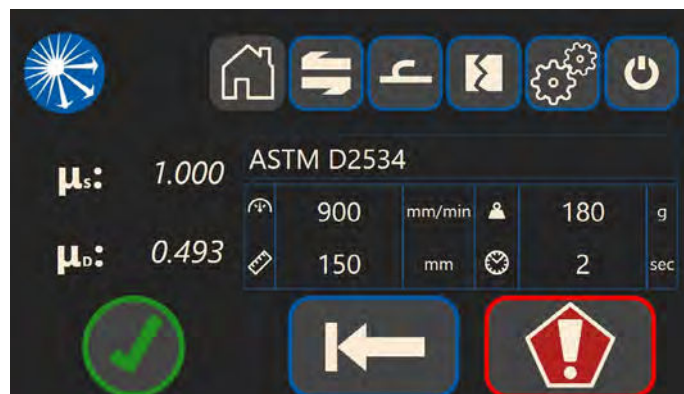 μs: 1.000
ASTM D2534
900 mm/min 180 g
μD: 0.493
150 mm 2 sec